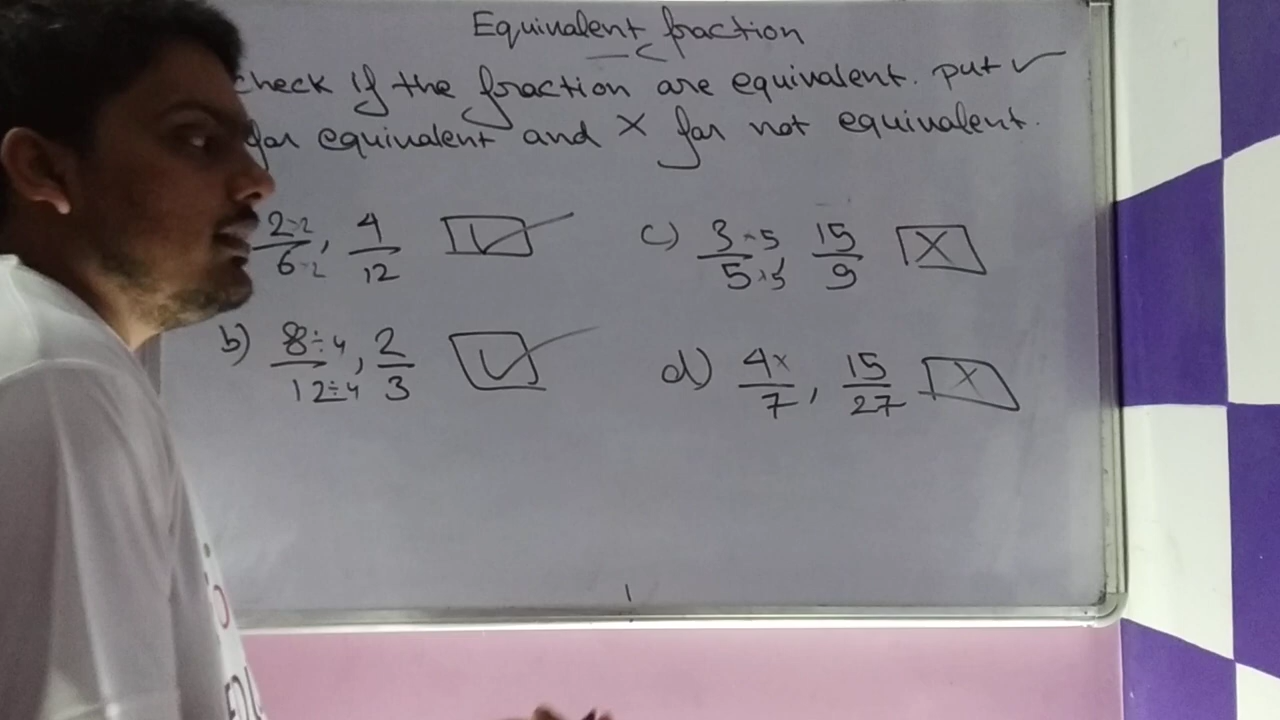 Equivalent fraction
check if the fraction are equivalent. put ✓
for equivalent and × for not equivalent.
2×2/6×2, 4/12 ✓
c) 3×5/5×5 15/9 ×
b) 8÷4/12÷4, 2/3 ✓
d) 4×/7, 15/27 ×